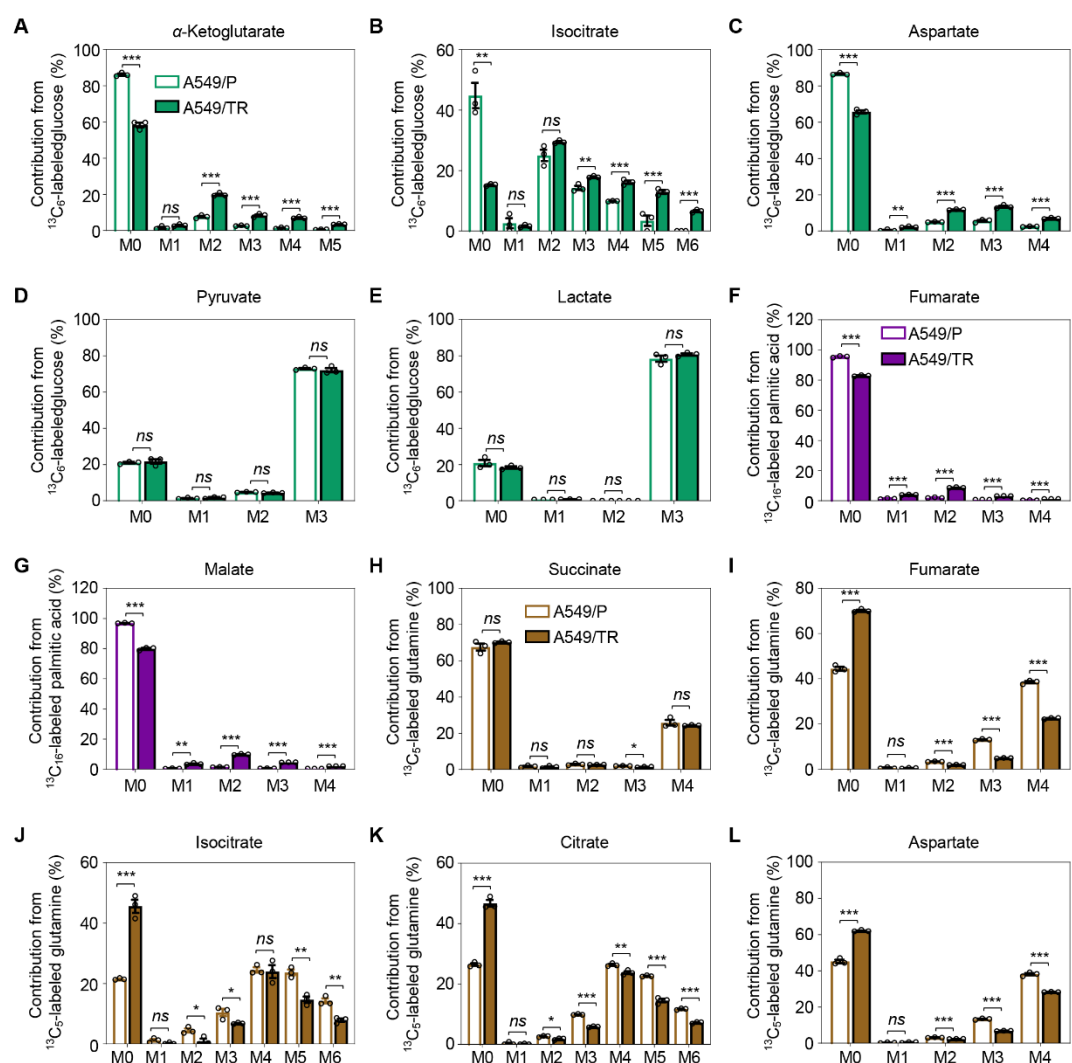 A
α-Ketoglutarate
Contribution from
¹³C₆-labeledglucose (%)
100
80
60
40
20
0
***
ns
***
***
***
***
A549/P
A549/TR
M0 M1 M2 M3 M4 M5
B
Isocitrate
Contribution from
¹³C₆-labeledglucose (%)
60
40
20
0
**
ns
ns
**
***
***
***
M0 M1 M2 M3 M4 M5 M6
C
Aspartate
Contribution from
¹³C₆-labeledglucose (%)
100
80
60
40
20
0
***
**
***
***
***
M0 M1 M2 M3 M4
D
Pyruvate
Contribution from
¹³C₆-labeledglucose (%)
100
80
60
40
20
0
ns
ns
ns
ns
M0 M1 M2 M3
E
Lactate
Contribution from
¹³C₆-labeledglucose (%)
100
80
60
40
20
0
ns
ns
ns
ns
M0 M1 M2 M3
F
Fumarate
Contribution from
¹³C₁₆-labeled palmitic acid (%)
120
100
80
60
40
20
0
***
***
***
***
***
A549/P
A549/TR
M0 M1 M2 M3 M4
G
Malate
Contribution from
¹³C₁₆-labeled palmitic acid (%)
120
100
80
60
40
20
0
***
**
***
***
***
M0 M1 M2 M3 M4
H
Succinate
Contribution from
¹³C₅-labeled glutamine (%)
100
80
60
40
20
0
ns
ns
ns
*
ns
A549/P
A549/TR
M0 M1 M2 M3 M4
I
Fumarate
Contribution from
¹³C₅-labeled glutamine (%)
80
60
40
20
0
***
ns
***
***
***
M0 M1 M2 M3 M4
J
Isocitrate
Contribution from
¹³C₅-labeled glutamine (%)
60
40
20
0
***
ns
*
*
ns
**
**
M0 M1 M2 M3 M4 M5 M6
K
Citrate
Contribution from
¹³C₅-labeled glutamine (%)
60
40
20
0
***
ns
*
***
**
***
***
M0 M1 M2 M3 M4 M5 M6
L
Aspartate
Contribution from
¹³C₅-labeled glutamine (%)
100
80
60
40
20
0
***
ns
***
***
***
M0 M1 M2 M3 M4